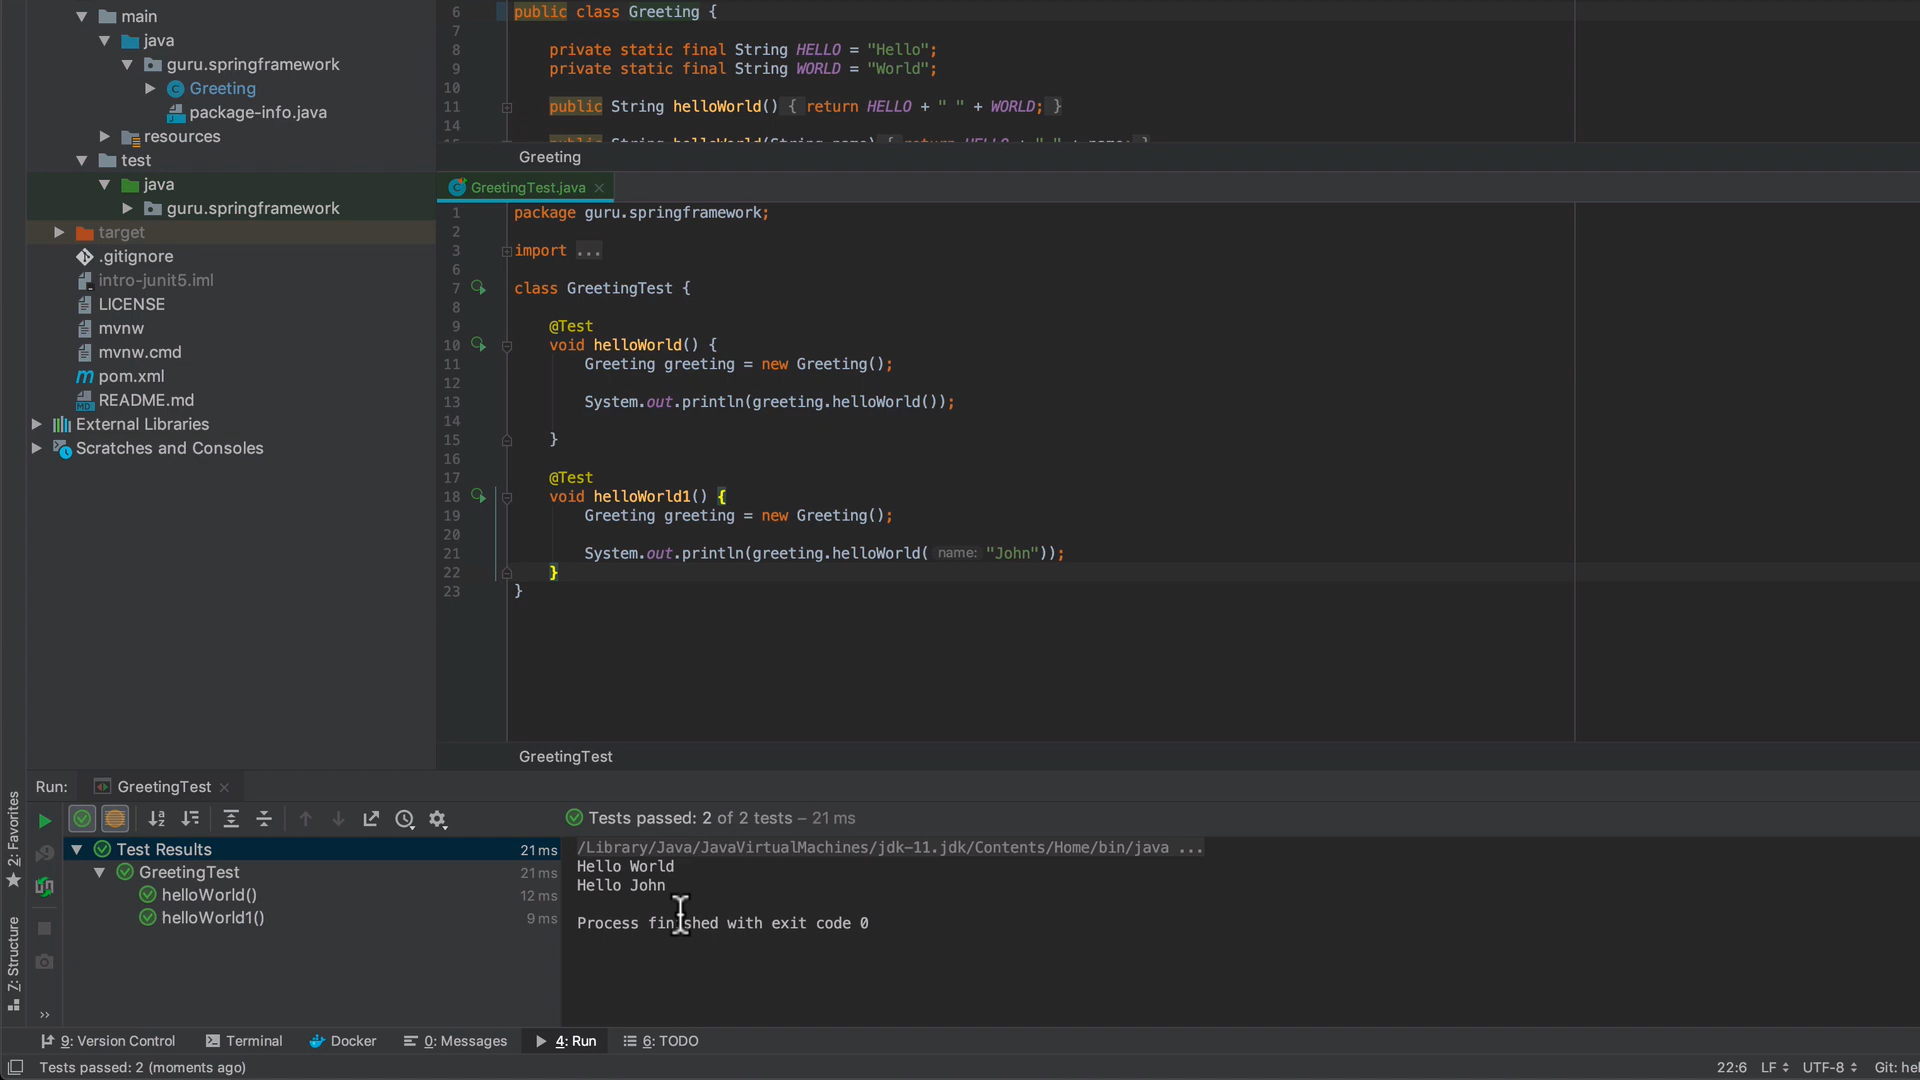 main
java
guru.springframework
Greeting
package-info.java
resources
test
java
guru.springframework
target
.gitignore
intro-junit5.iml
LICENSE
mvnw
mvnw.cmd
pom.xml
README.md
External Libraries
Scratches and Consoles
6 public class Greeting {
7
8 private static final String HELLO = "Hello";
9 private static final String WORLD = "World";
10
11 public String helloWorld() { return HELLO + " " + WORLD; }
14
Greeting
GreetingTest.java
1 package guru.springframework;
2
3 import ...
6
7 class GreetingTest {
8
9 @Test
10 void helloWorld() {
11 Greeting greeting = new Greeting();
12
13 System.out.println(greeting.helloWorld());
14
15 }
16
17 @Test
18 void helloWorld1() {
19 Greeting greeting = new Greeting();
20
21 System.out.println(greeting.helloWorld( name: "John"));
22 }
23 }
GreetingTest
Run: GreetingTest
Tests passed: 2 of 2 tests – 21 ms
Test Results 21 ms
GreetingTest 21 ms
helloWorld() 12 ms
helloWorld1() 9 ms
/Library/Java/JavaVirtualMachines/jdk-11.jdk/Contents/Home/bin/java ...
Hello World
Hello John
Process finished with exit code 0
2: Favorites
7: Structure
9: Version Control
Terminal
Docker
0: Messages
4: Run
6: TODO
Tests passed: 2 (moments ago)
22:6 LF UTF-8 Git: hel